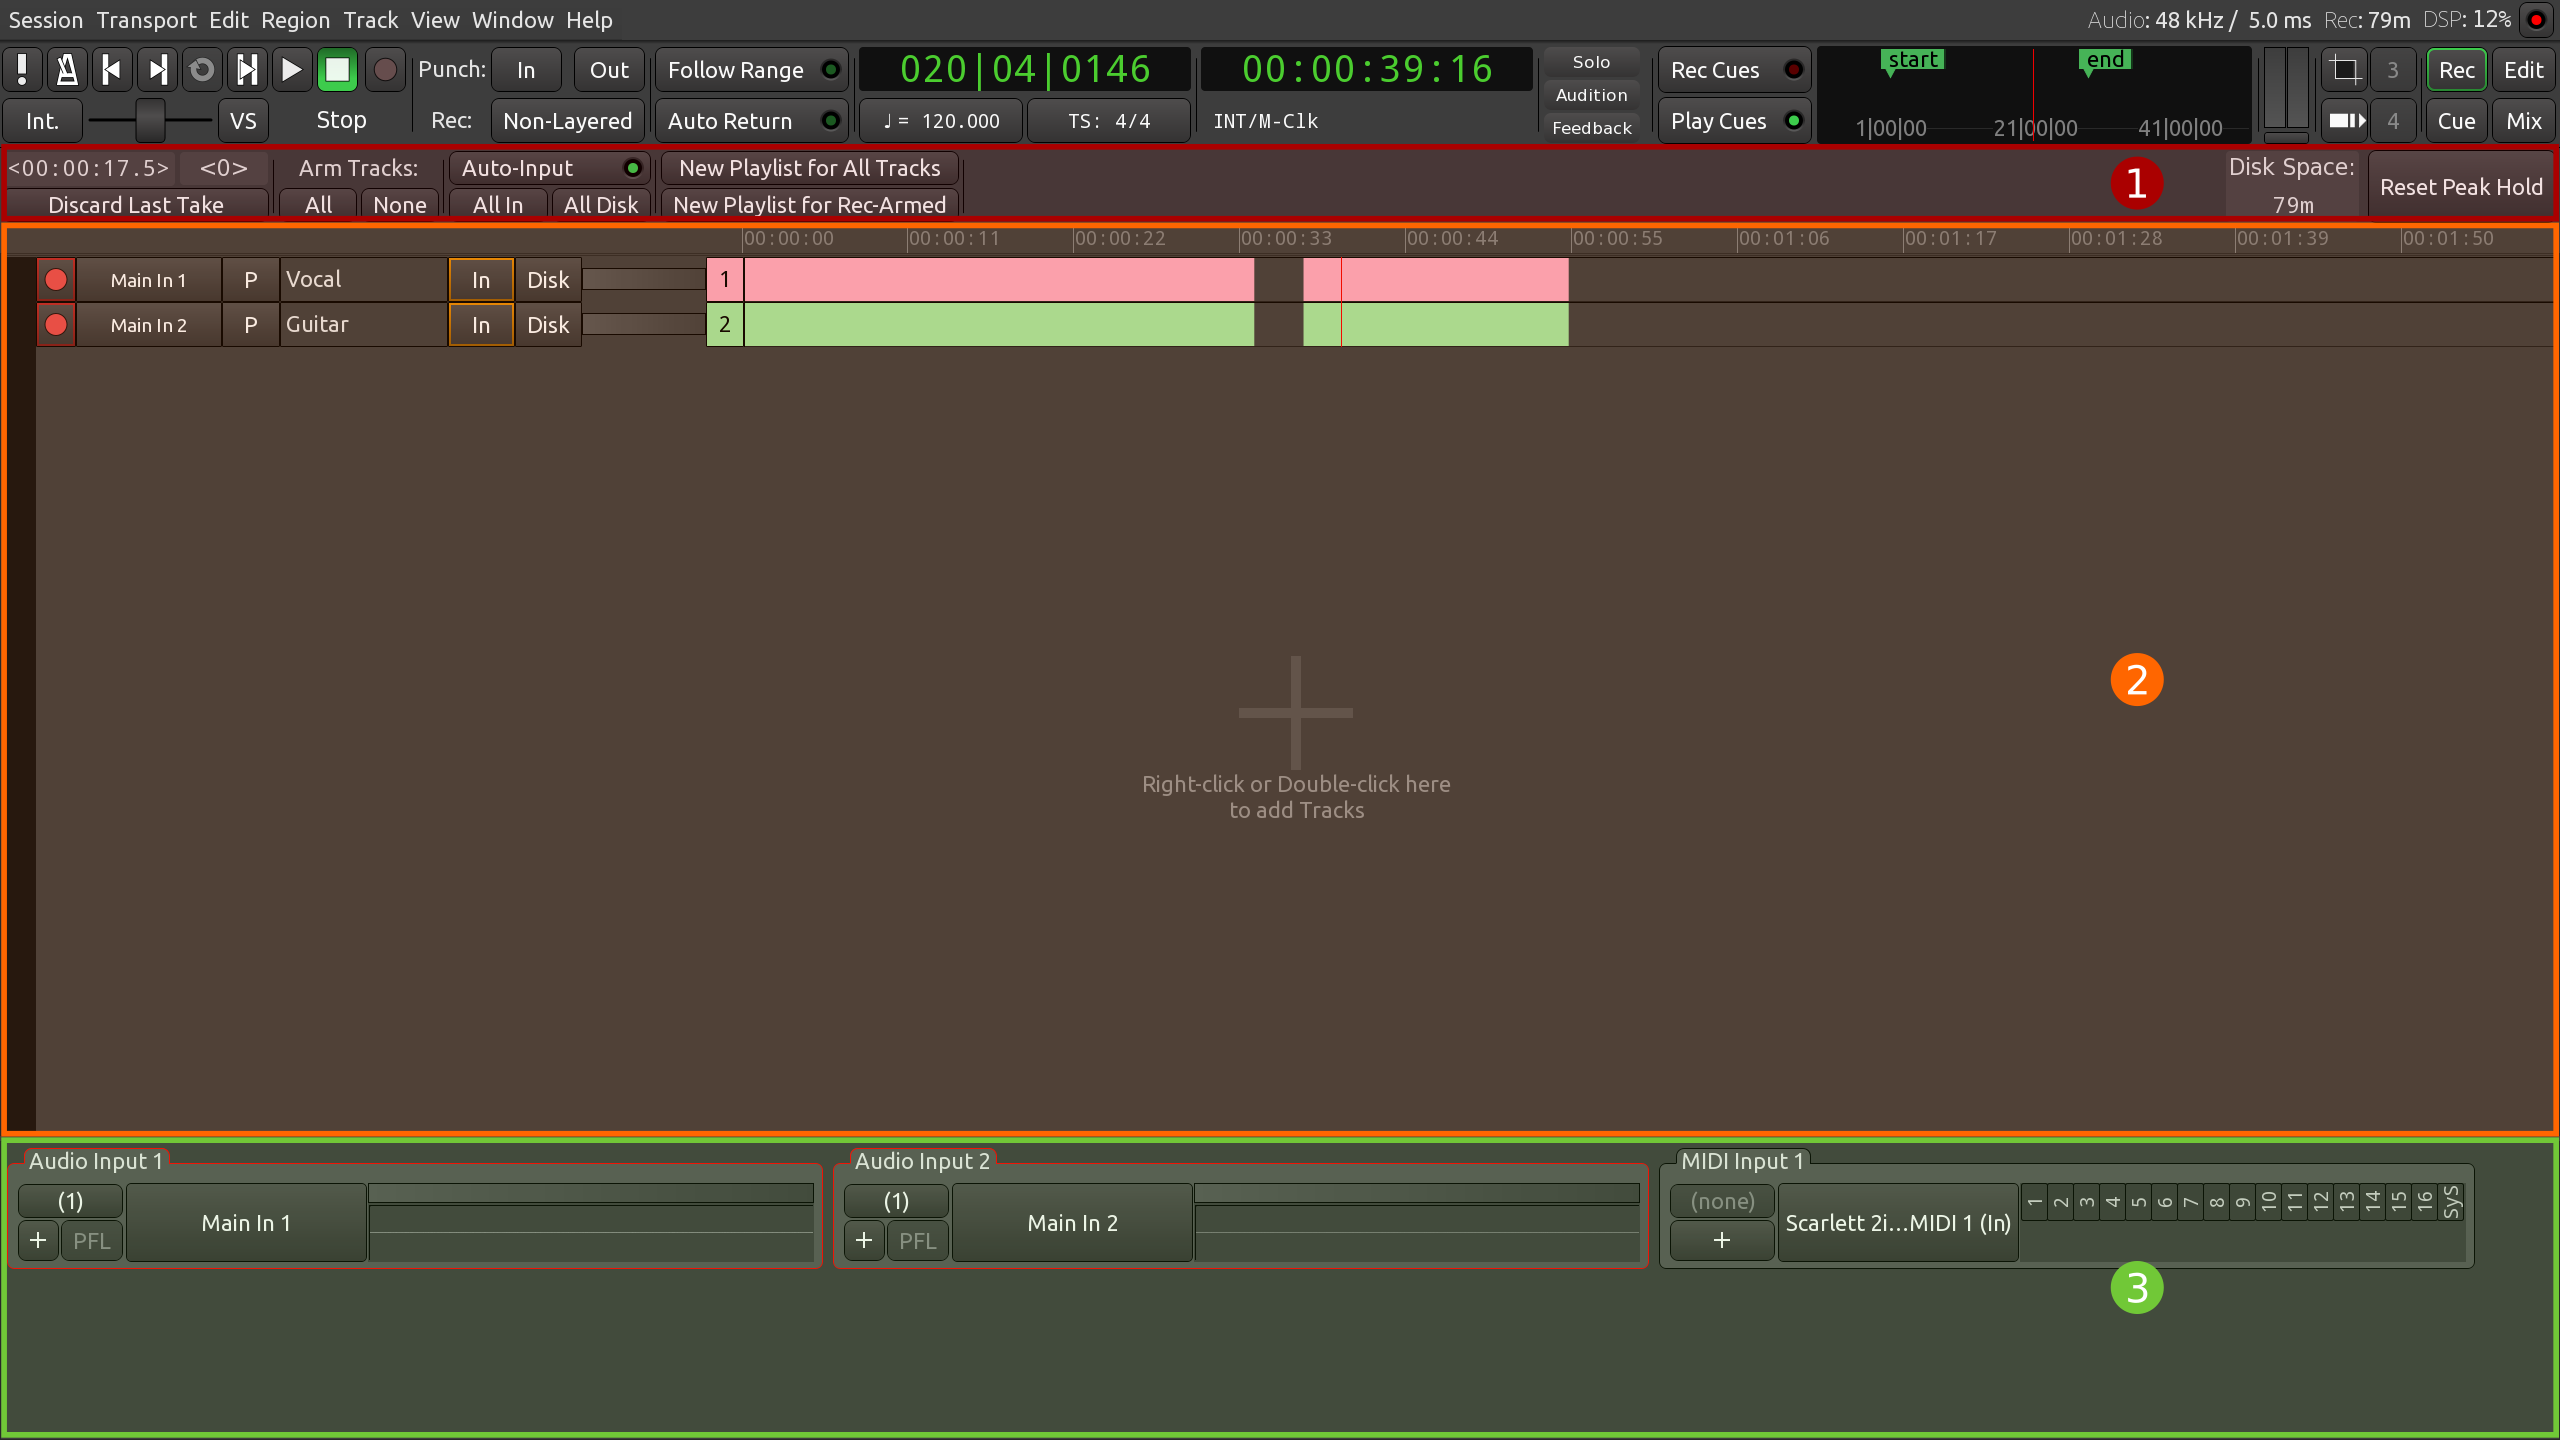 Session Transport Edit Region Track View Window Help
Audio: 48 kHz / 5.0 ms Rec: 79m DSP: 12%
Punch: In Out Follow Range 020|04|0146 00:00:39:16 Solo Rec Cues start end 3 Rec Edit
Audition
Int. VS Stop Rec: Non-Layered Auto Return ♩ = 120.000 TS: 4/4 INT/M-Clk Feedback Play Cues 1|00|00 21|00|00 41|00|00 4 Cue Mix
<00:00:17.5> <0> Arm Tracks: Auto-Input New Playlist for All Tracks 1 Disk Space: Reset Peak Hold
Discard Last Take All None All In All Disk New Playlist for Rec-Armed 79m
00:00:00 00:00:11 00:00:22 00:00:33 00:00:44 00:00:55 00:01:06 00:01:17 00:01:28 00:01:39 00:01:50
Main In 1 P Vocal In Disk 1
Main In 2 P Guitar In Disk 2
2
Right-click or Double-click here
to add Tracks
Audio Input 1 Audio Input 2 MIDI Input 1
(1) (1) (none) 1 2 3 4 5 6 7 8 9 10 11 12 13 14 15 16 SyS
Main In 1 Main In 2 Scarlett 2i...MIDI 1 (In)
+ PFL + PFL +
3